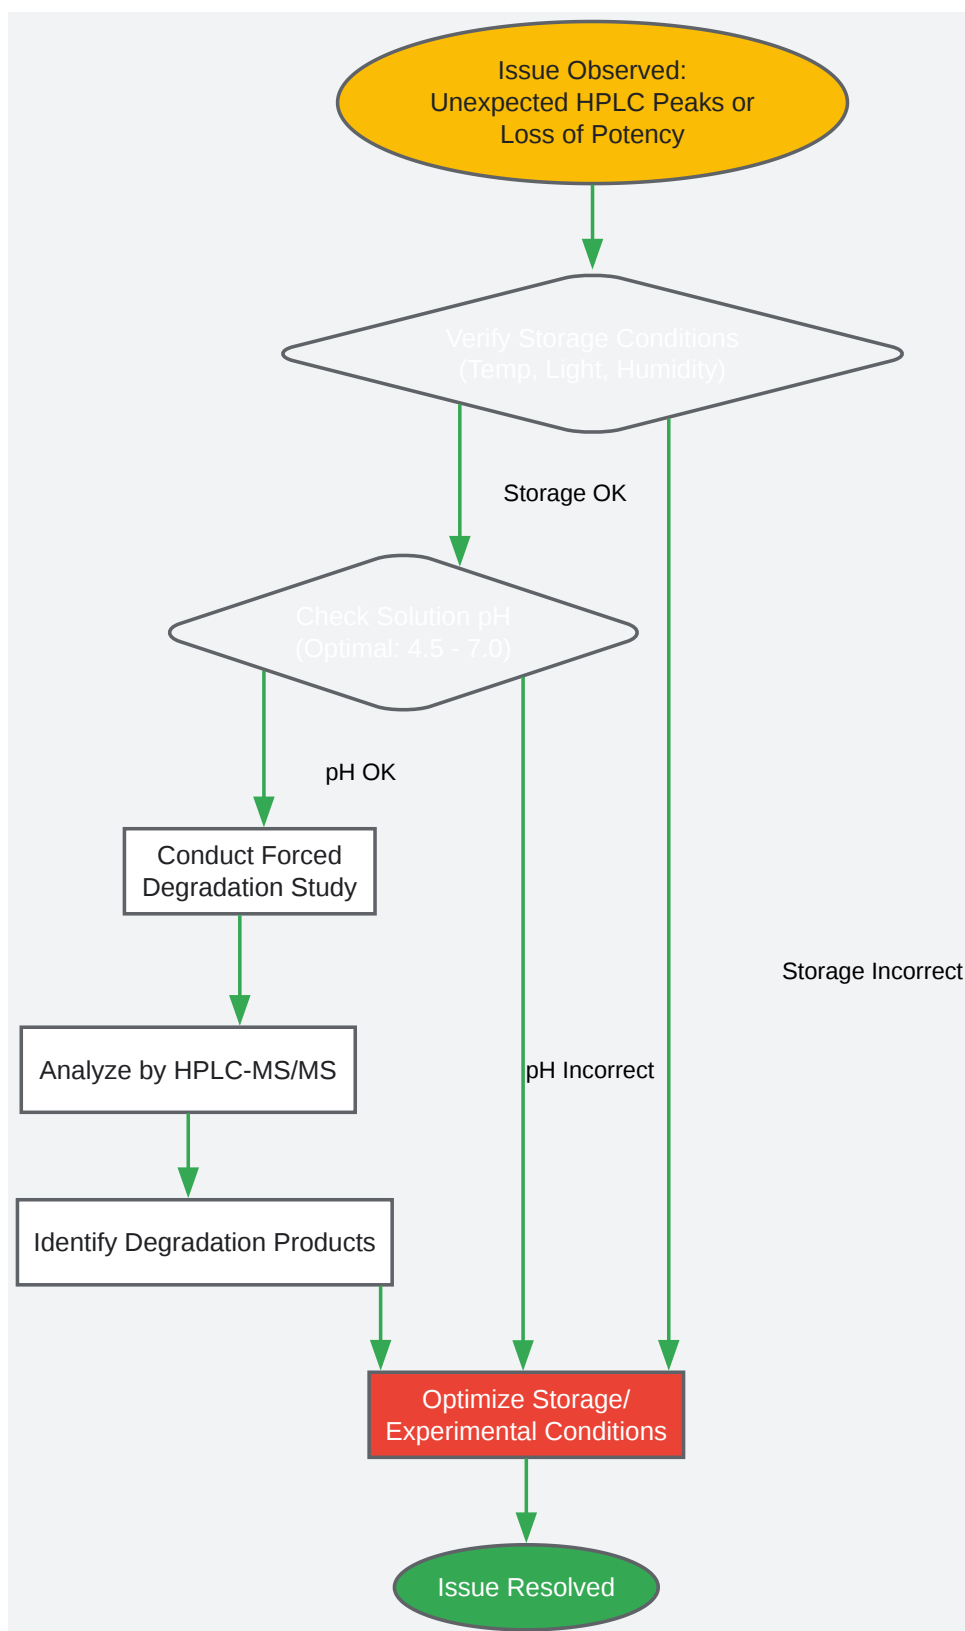 Issue Observed:
Unexpected HPLC Peaks or
Loss of Potency
Verify Storage Conditions
(Temp, Light, Humidity)
Storage OK
Check Solution pH
(Optimal: 4.5 - 7.0)
pH OK
Conduct Forced
Degradation Study
Storage Incorrect
Analyze by HPLC-MS/MS
pH Incorrect
Identify Degradation Products
Optimize Storage/
Experimental Conditions
Issue Resolved